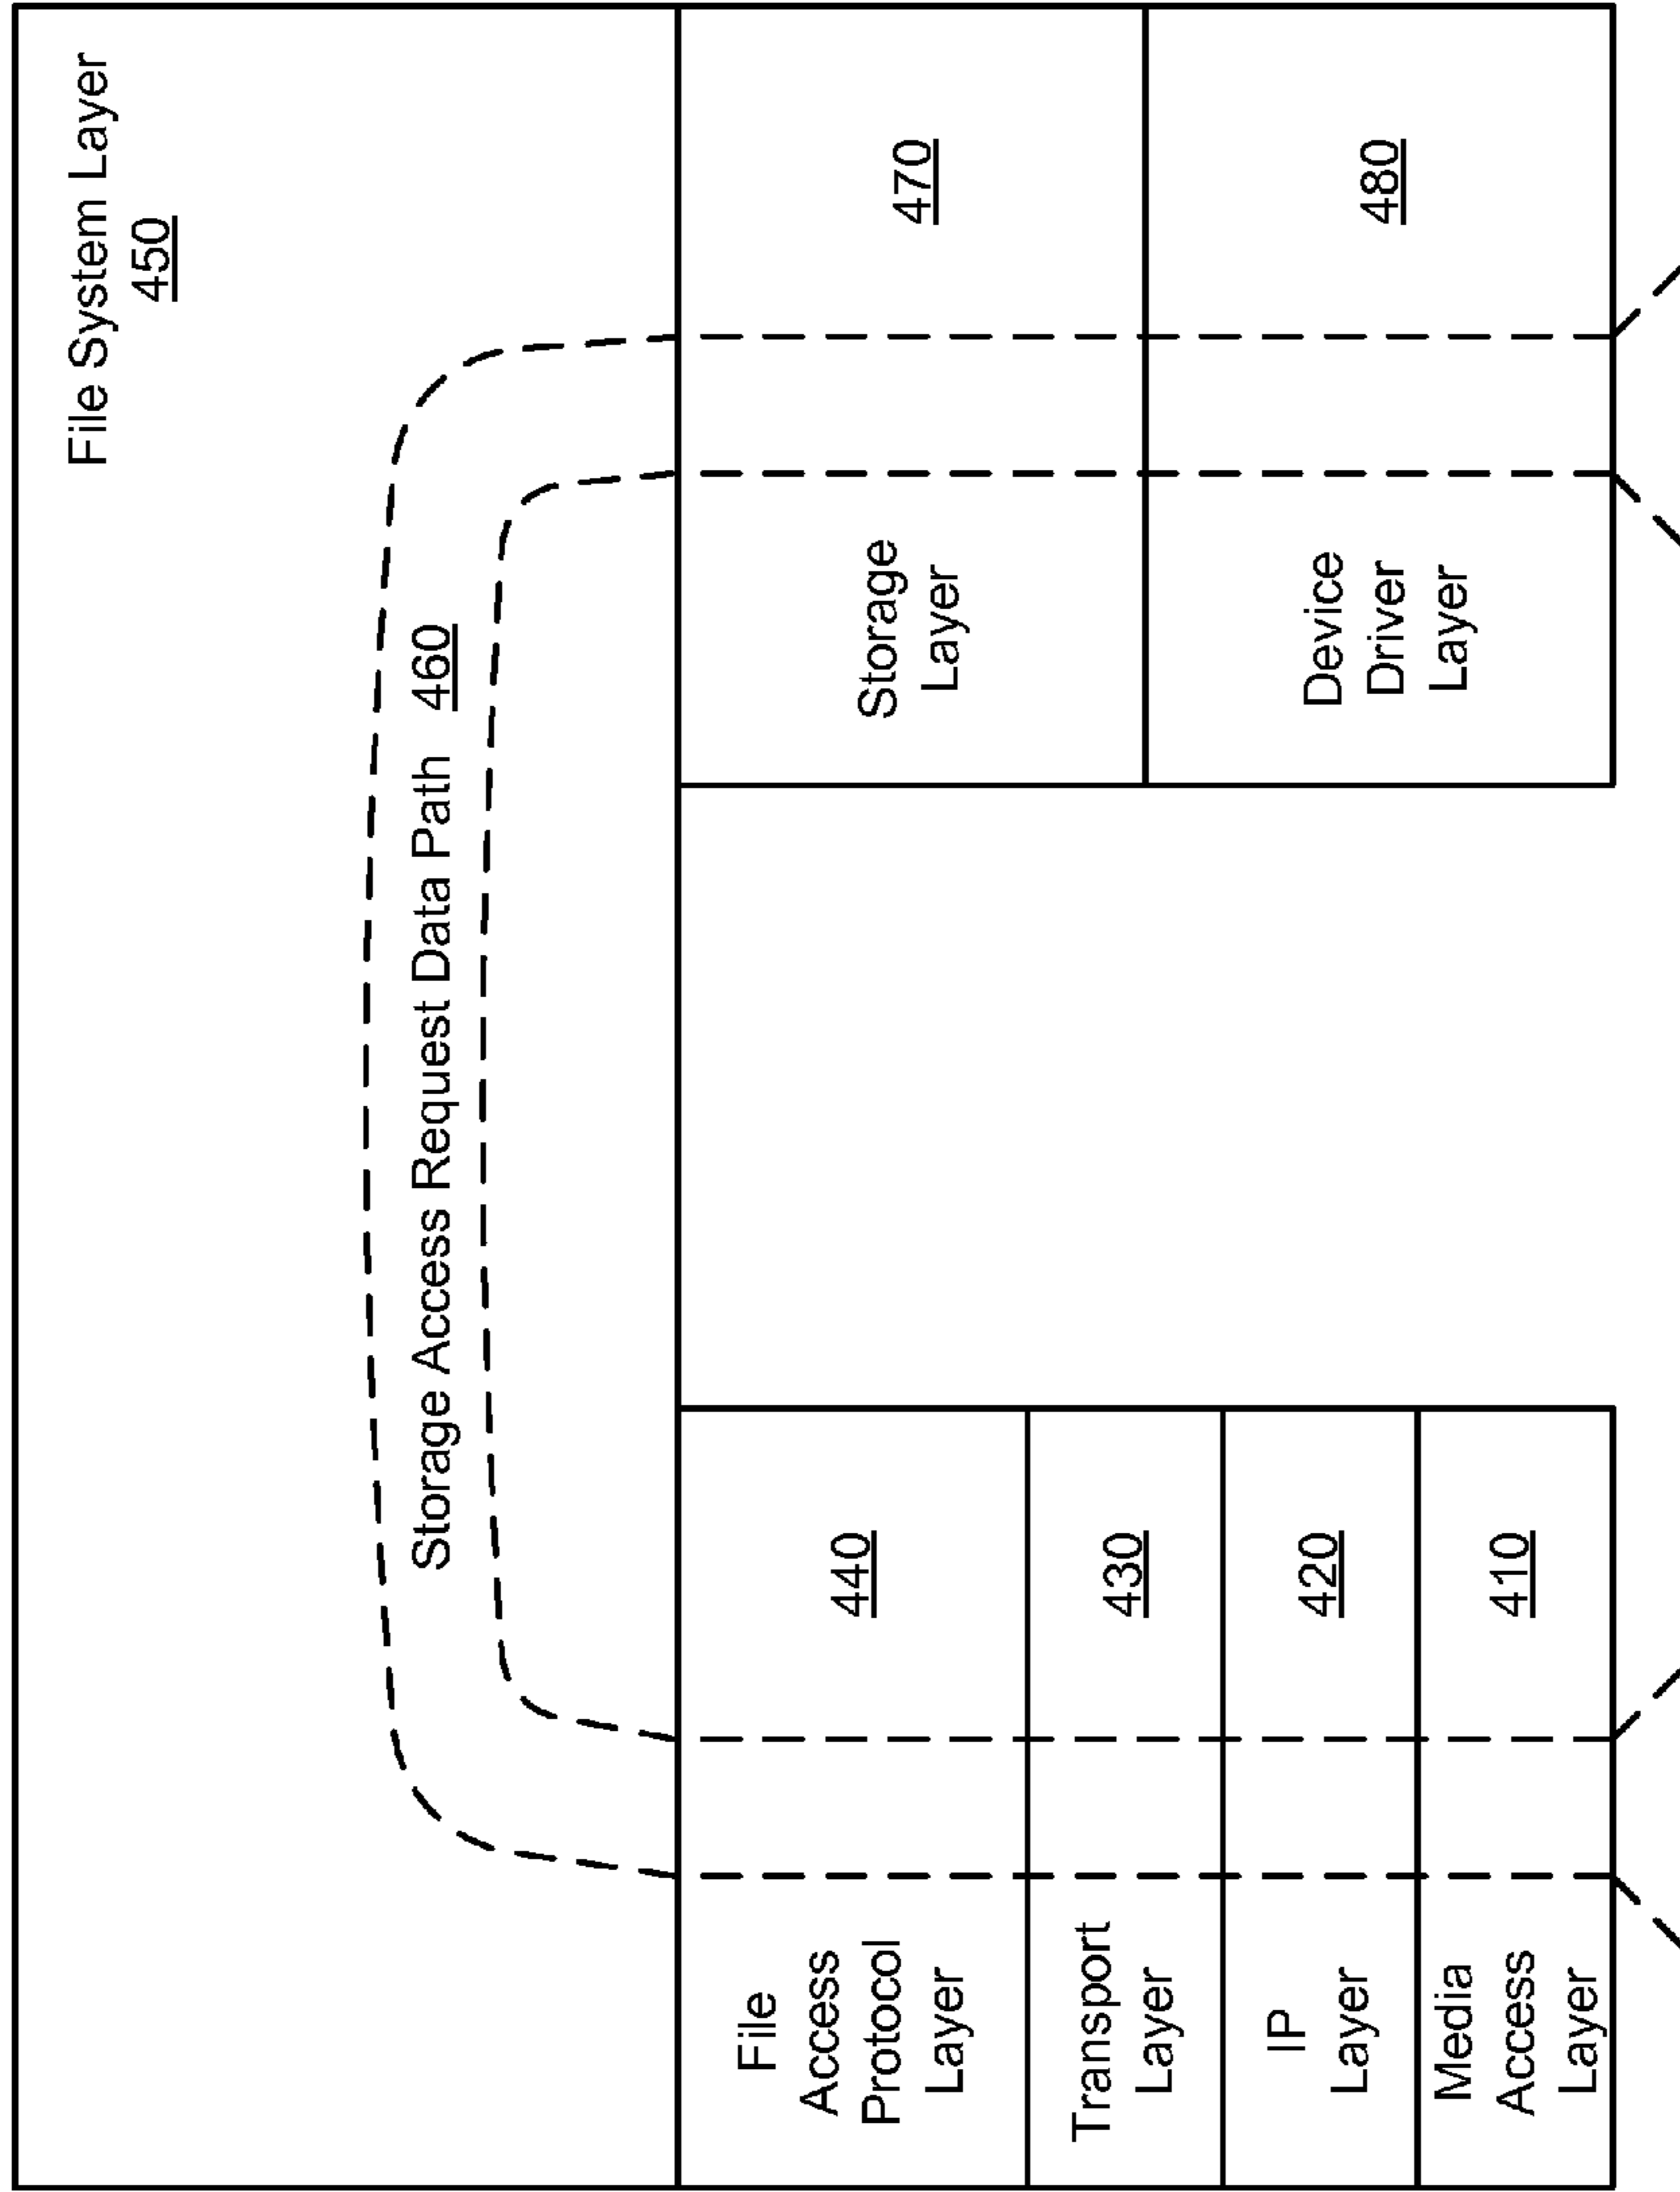 File System Layer
450
Storage Access Request Data Path 460
File
Access
Protocol
Layer
440
Transport
Layer
430
IP
Layer
420
Media
Access
Layer
410
Storage
Layer
470
Device
Driver
Layer
480